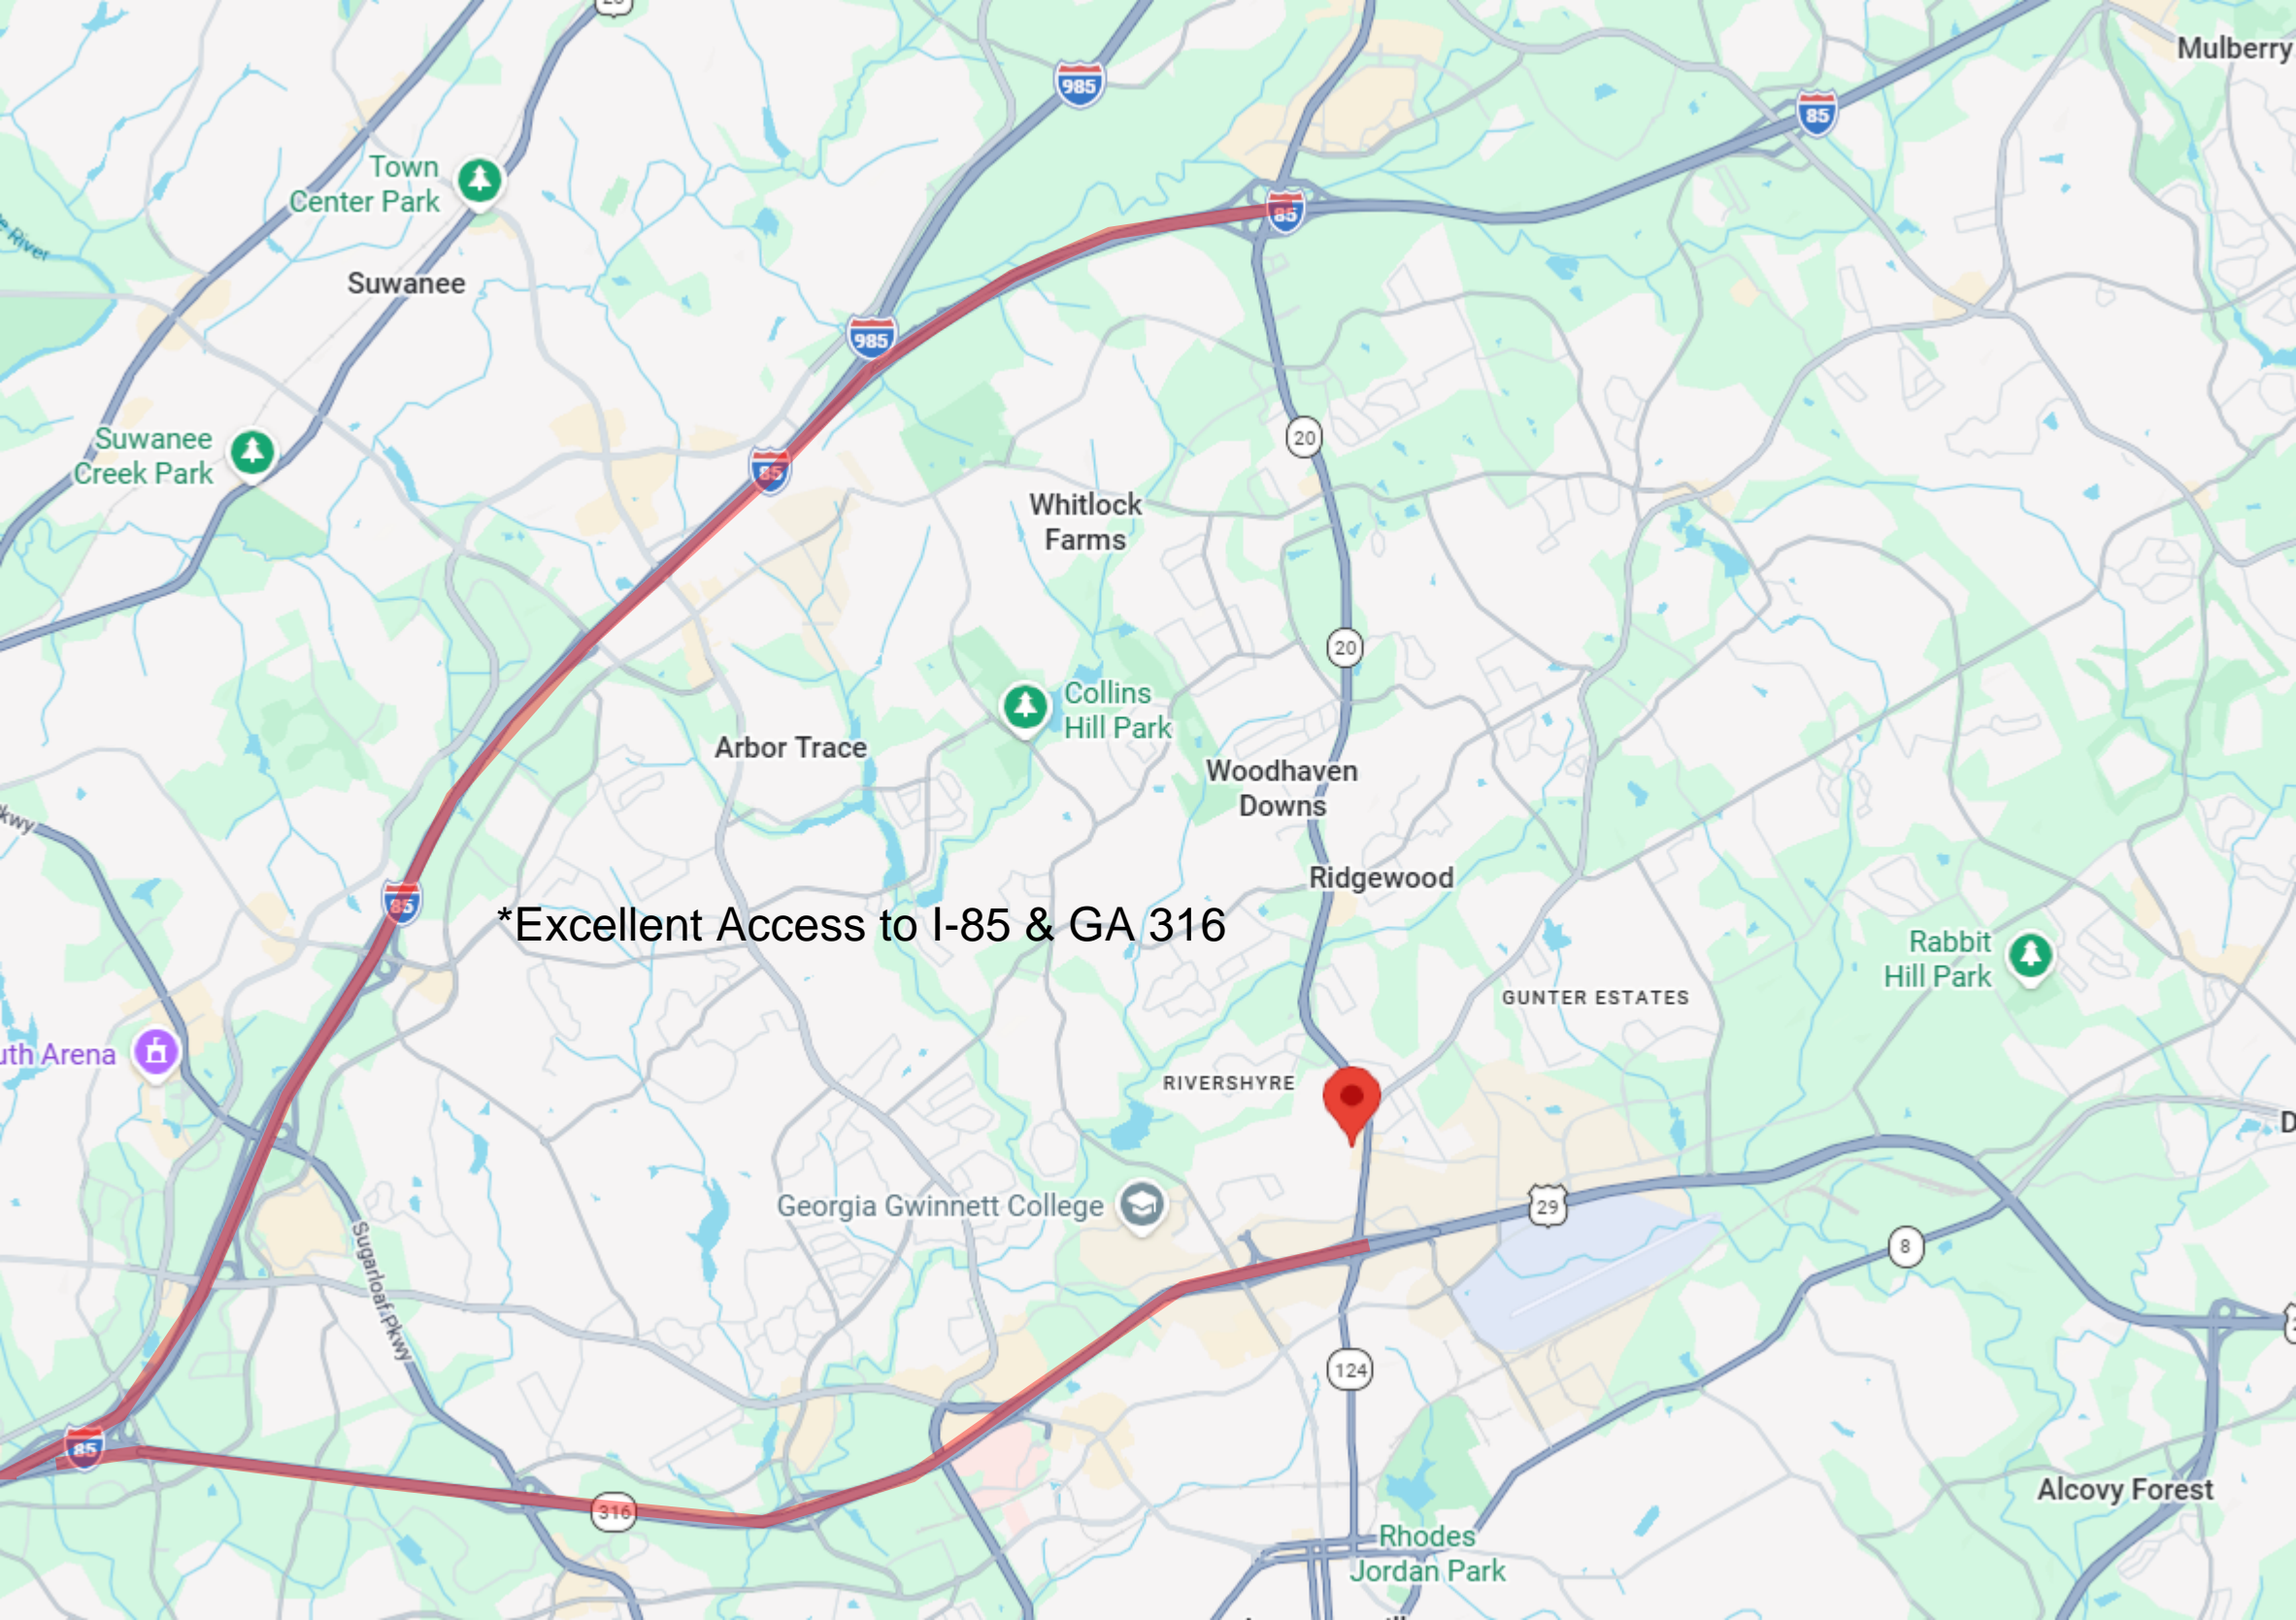 Mulberry
985
85
Town
Center Park
85
Suwanee
985
20
Suwanee
Creek Park
85
Whitlock
Farms
20
Collins
Hill Park
Arbor Trace
Woodhaven
Downs
kwy
Ridgewood
85
*Excellent Access to I-85 & GA 316
Rabbit
Hill Park
GUNTER ESTATES
uth Arena
RIVERSHYRE
D
Georgia Gwinnett College
29
8
Sugarloaf Pkwy
124
85
316
Alcovy Forest
Rhodes
Jordan Park